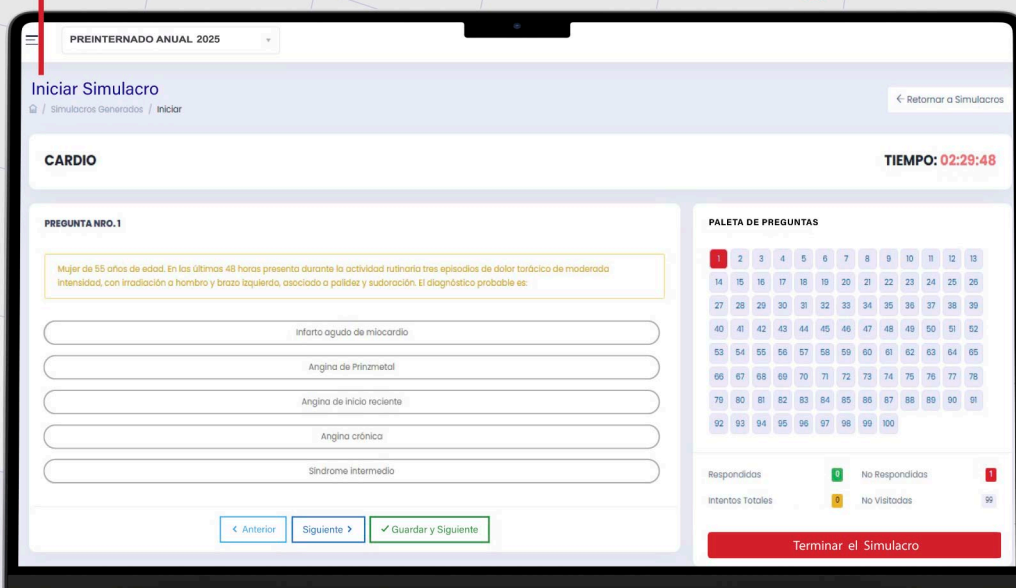 PREINTERNADO ANUAL 2025
Iniciar Simulacro
/ Simulacros Generados / Iniciar
← Retornar a Simulacros
CARDIO
TIEMPO: 02:29:48
PREGUNTA NRO. 1
Mujer de 55 años de edad. En las últimas 48 horas presenta durante la actividad rutinaria tres episodios de dolor torácico de moderada
intensidad, con irradiación a hombro y brazo izquierdo, asociado a palidez y sudoración. El diagnóstico probable es:
Infarto agudo de miocardio
Angina de Prinzmetal
Angina de inicio reciente
Angina crónica
Síndrome intermedio
< Anterior
Siguiente >
✓ Guardar y Siguiente
PALETA DE PREGUNTAS
1 2 3 4 5 6 7 8 9 10 11 12 13
14 15 16 17 18 19 20 21 22 23 24 25 26
27 28 29 30 31 32 33 34 35 36 37 38 39
40 41 42 43 44 45 46 47 48 49 50 51 52
53 54 55 56 57 58 59 60 61 62 63 64 65
66 67 68 69 70 71 72 73 74 75 76 77 78
79 80 81 82 83 84 85 86 87 88 89 90 91
92 93 94 95 96 97 98 99 100
Respondidas 0 No Respondidas 1
Intentos Totales 0 No Visitadas 99
Terminar el Simulacro